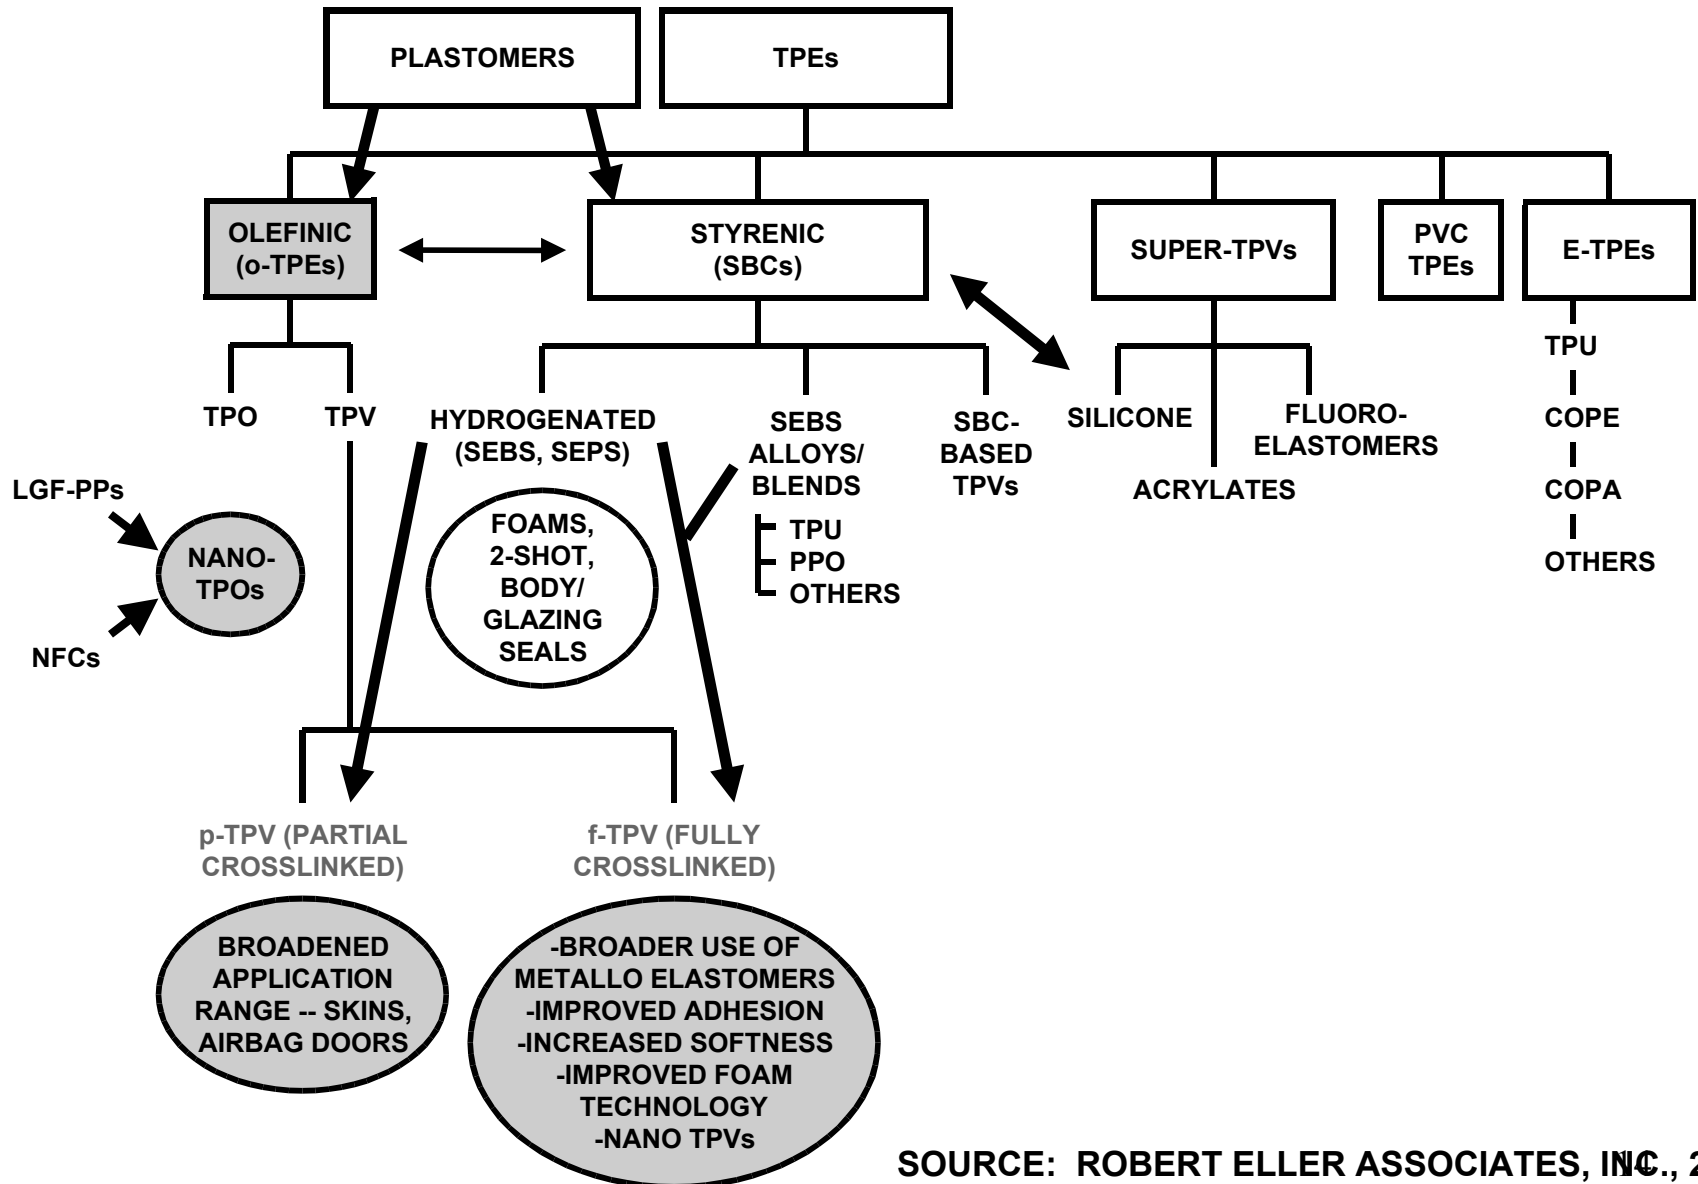 PLASTOMERS
TPEs
OLEFINIC
(o-TPEs)
STYRENIC
(SBCs)
SUPER-TPVs
PVC
TPEs
E-TPEs
TPO
TPV
HYDROGENATED
(SEBS, SEPS)
SEBS
ALLOYS/
BLENDS
TPU
PPO
OTHERS
SBC-
BASED
TPVs
SILICONE
ACRYLATES
FLUORO-
ELASTOMERS
TPU
COPE
COPA
OTHERS
LGF-PPs
NANO-
TPOs
NFCs
FOAMS,
2-SHOT,
BODY/
GLAZING
SEALS
p-TPV (PARTIAL
CROSSLINKED)
f-TPV (FULLY
CROSSLINKED)
BROADENED
APPLICATION
RANGE -- SKINS,
AIRBAG DOORS
-BROADER USE OF
METALLO ELASTOMERS
-IMPROVED ADHESION
-INCREASED SOFTNESS
-IMPROVED FOAM
TECHNOLOGY
-NANO TPVs
SOURCE: ROBERT ELLER ASSOCIATES, INC.,